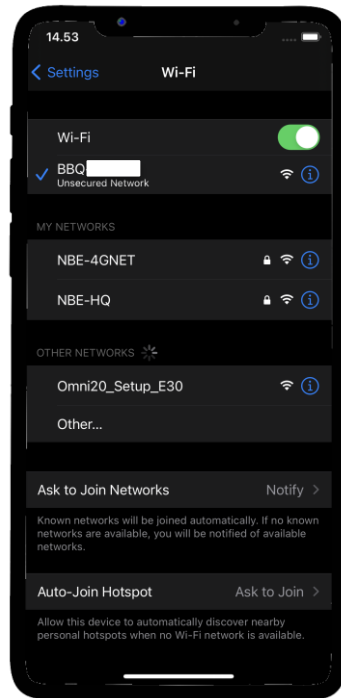 14.53
Settings
Wi-Fi
Wi-Fi
BBQ
Unsecured Network
MY NETWORKS
NBE-4GNET
NBE-HQ
OTHER NETWORKS
Omni20_Setup_E30
Other...
Ask to Join Networks Notify
Known networks will be joined automatically. If no known
networks are available, you will be notified of available
networks.
Auto-Join Hotspot Ask to Join
Allow this device to automatically discover nearby
personal hotspots when no Wi-Fi network is available.